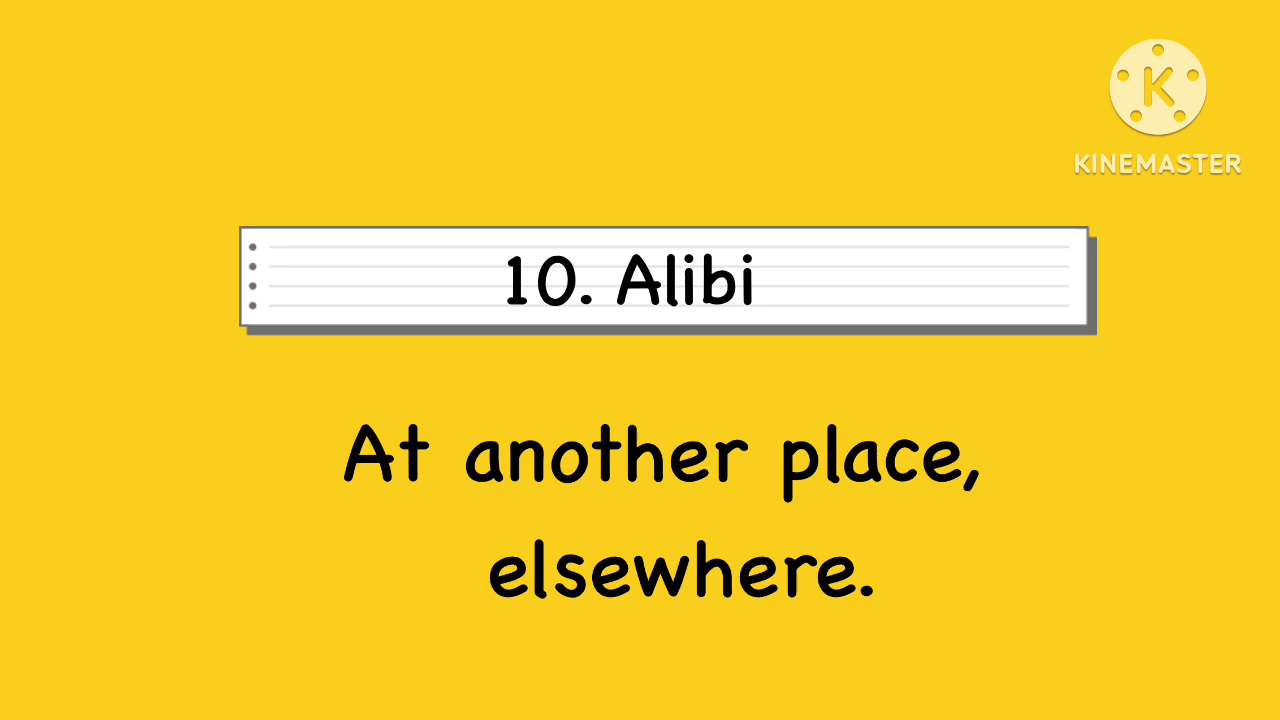 K
KINEMASTER
10. Alibi
At another place,
elsewhere.